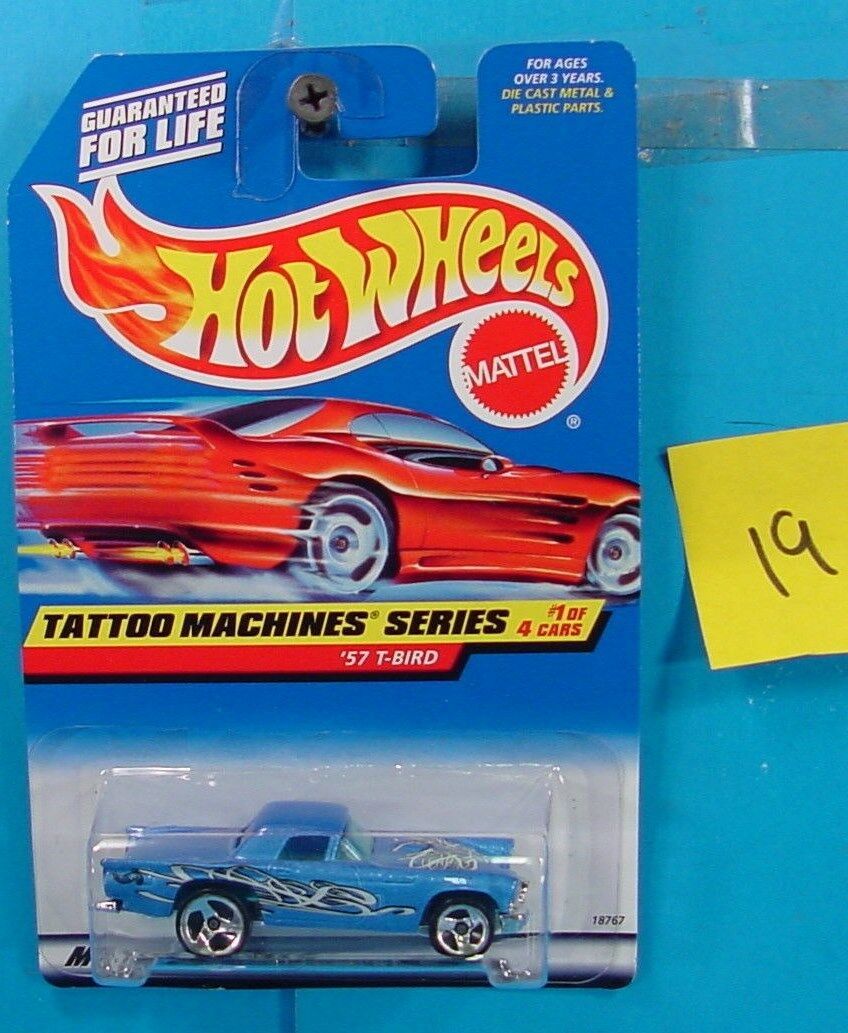 GUARANTEED
FOR LIFE
FOR AGES
OVER 3 YEARS.
DIE CAST METAL &
PLASTIC PARTS.
HOT WHEELS
MATTEL
®
TATTOO MACHINES® SERIES #1 OF
4 CARS
'57 T-BIRD
19
18767